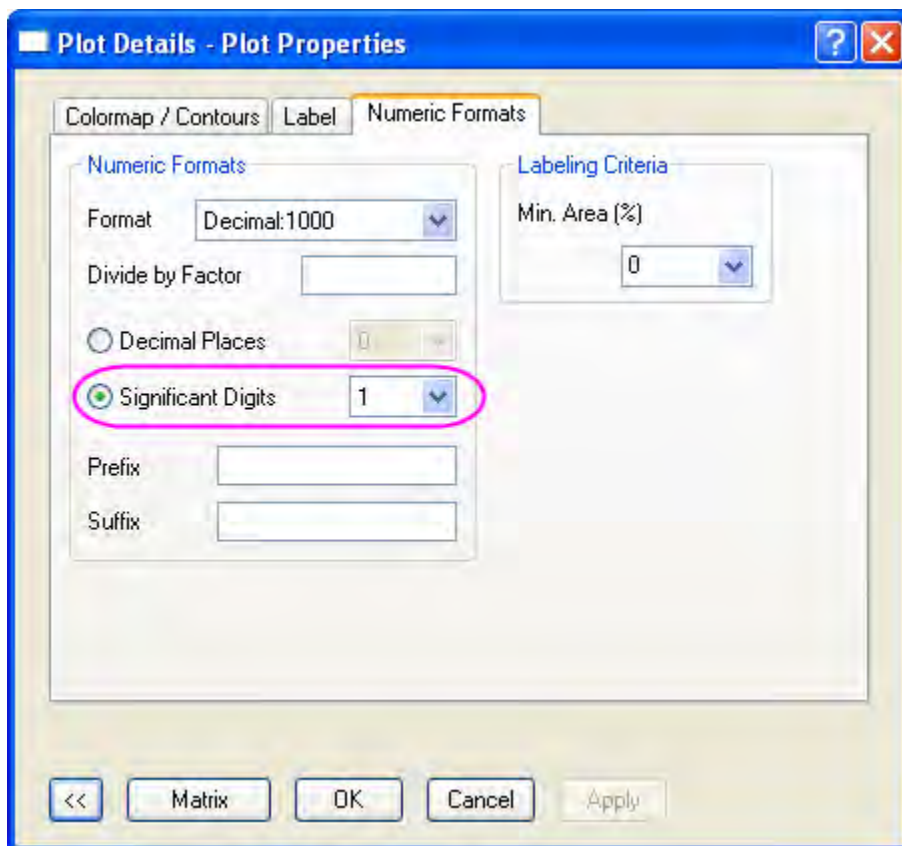 Plot Details - Plot Properties
?
Colormap / Contours Label Numeric Formats
Numeric Formats
Format Decimal:1000
Divide by Factor
Decimal Places 0
Significant Digits 1
Prefix
Suffix
Labeling Criteria
Min. Area (%)
0
<< Matrix OK Cancel Apply